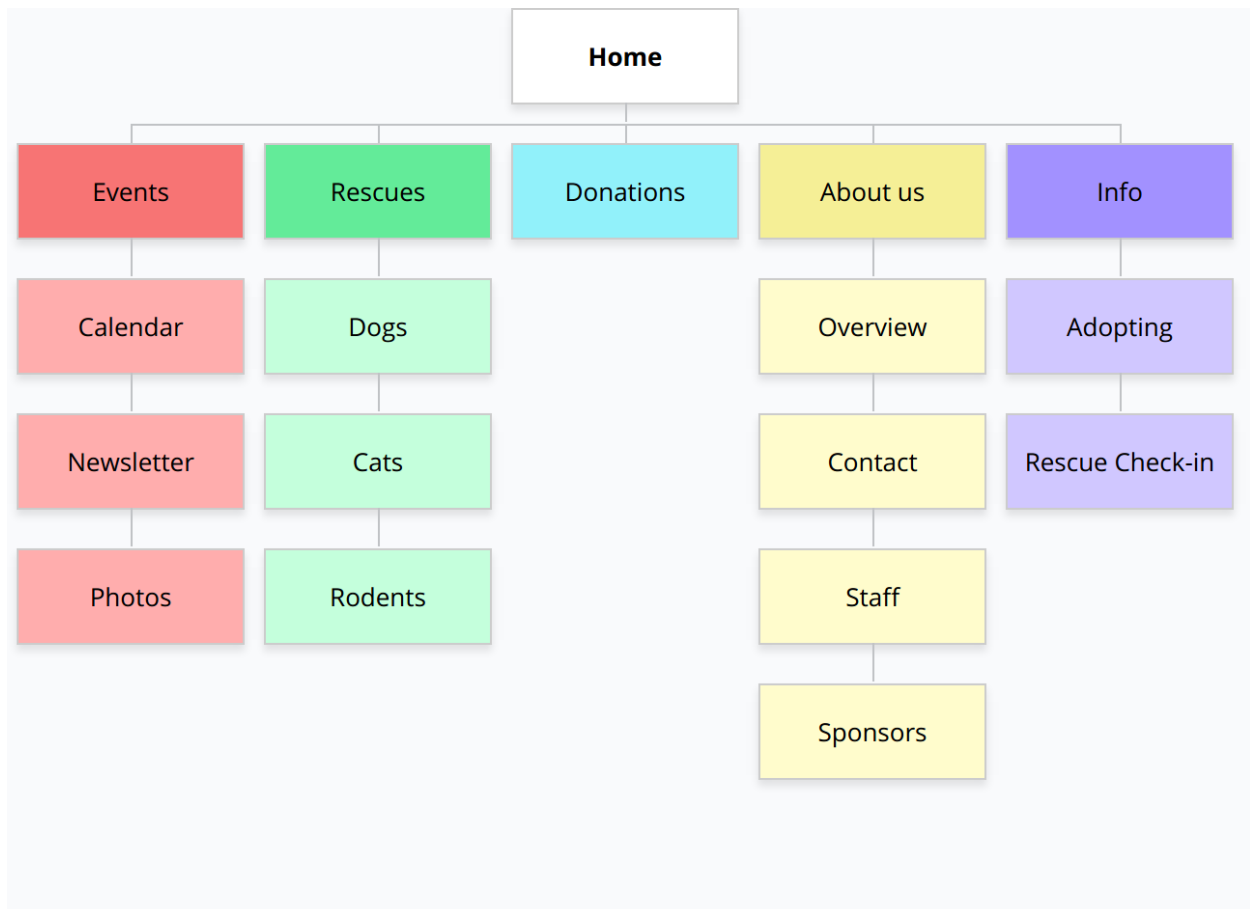 Home
Events
Rescues
Donations
About us
Info
Calendar
Dogs
Overview
Adopting
Newsletter
Cats
Contact
Rescue Check-in
Photos
Rodents
Staff
Sponsors